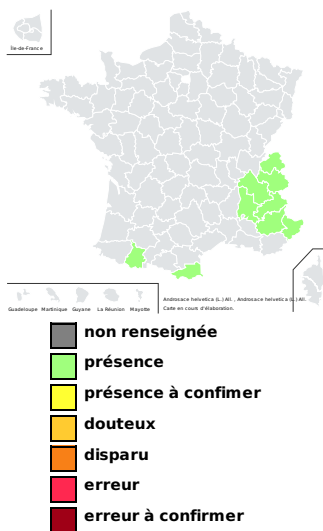 Île-de-France
Guadeloupe Martinique Guyane La Réunion Mayotte
Androsace helvetica (L.) All. , Androsace helvetica (L.) All.
Carte en cours d'élaboration.
non renseignée
présence
présence à confimer
douteux
disparu
erreur
erreur à confirmer